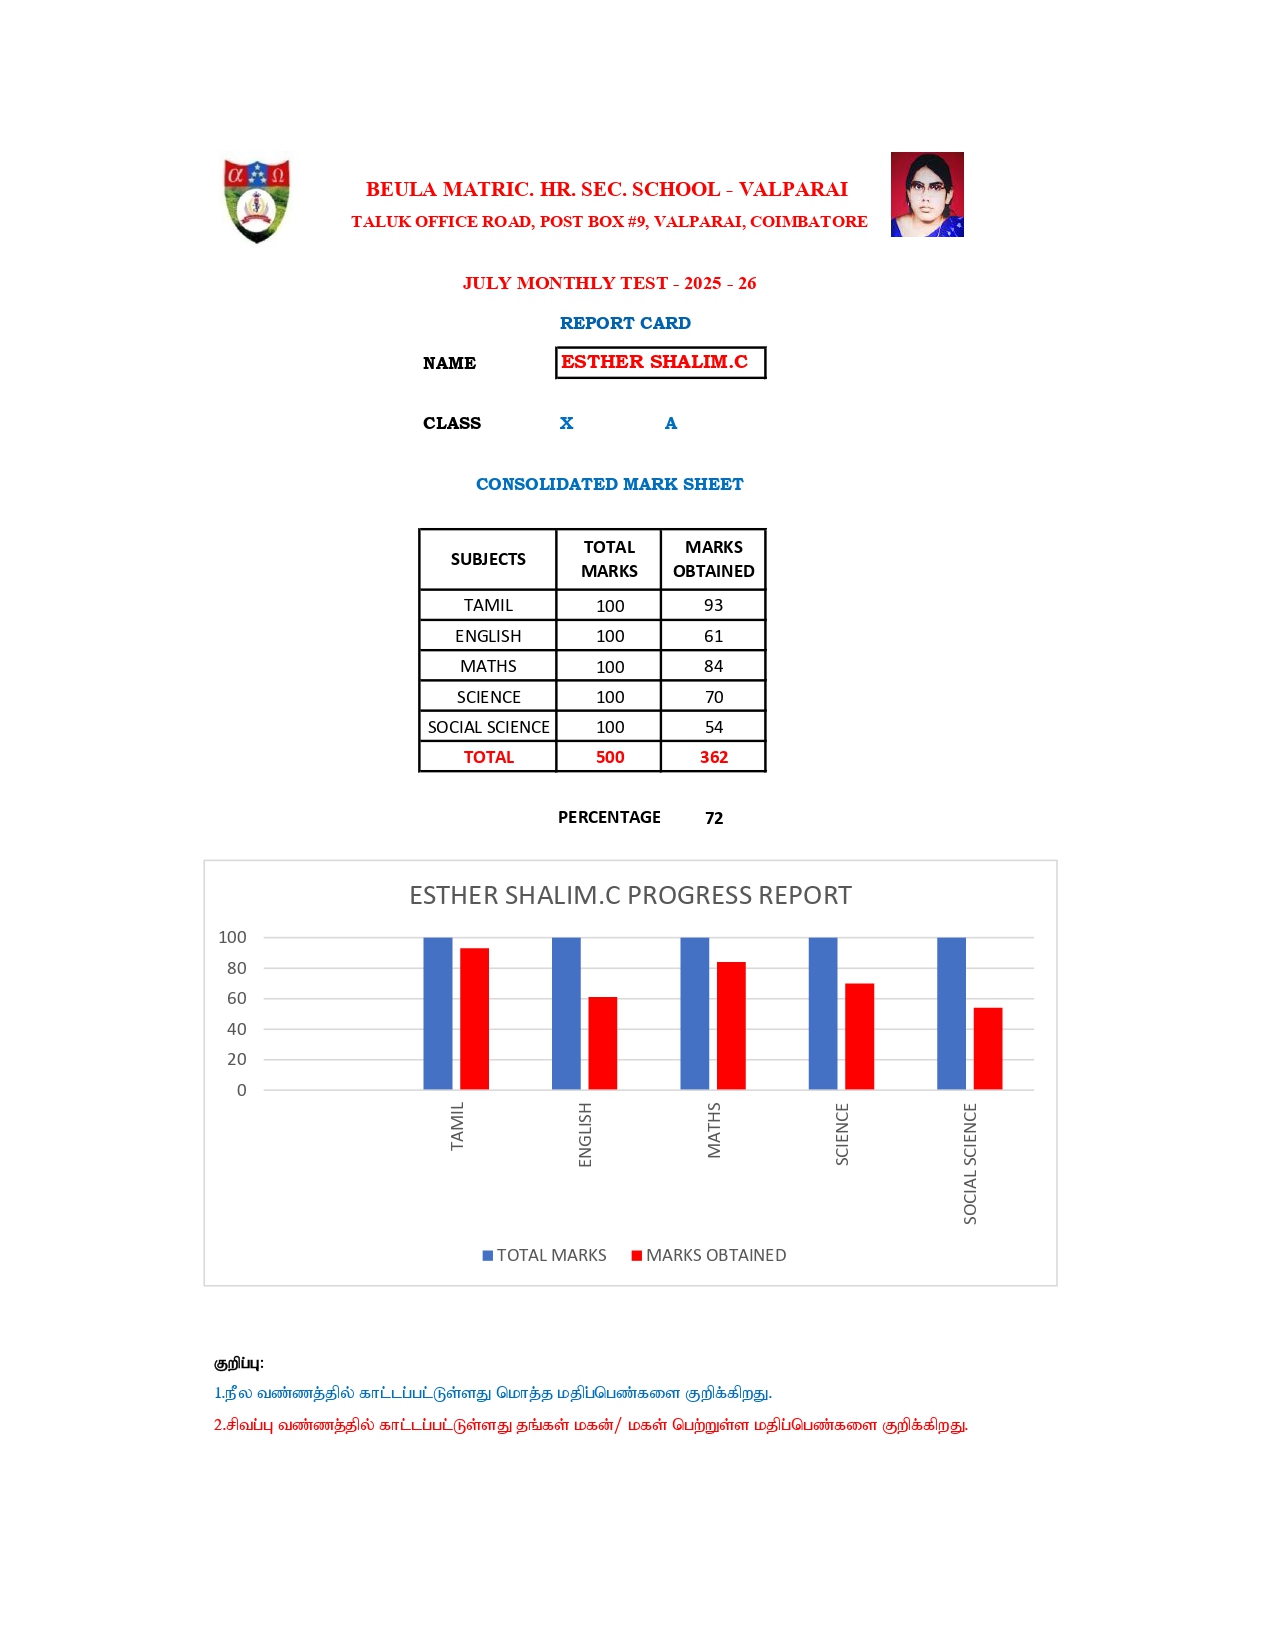 α Ω
BEULA MATRIC. HR. SEC. SCHOOL - VALPARAI
TALUK OFFICE ROAD, POST BOX #9, VALPARAI, COIMBATORE
JULY MONTHLY TEST - 2025 - 26
REPORT CARD
NAME ESTHER SHALIM.C
CLASS X A
CONSOLIDATED MARK SHEET
SUBJECTS TOTAL MARKS MARKS OBTAINED
TAMIL 100 93
ENGLISH 100 61
MATHS 100 84
SCIENCE 100 70
SOCIAL SCIENCE 100 54
TOTAL 500 362
PERCENTAGE 72
ESTHER SHALIM.C PROGRESS REPORT
100
80
60
40
20
0
TAMIL ENGLISH MATHS SCIENCE SOCIAL SCIENCE
TOTAL MARKS MARKS OBTAINED
குறிப்பு:
1.நீல வண்ணத்தில் காட்டப்பட்டுள்ளது மொத்த மதிப்பெண்களை குறிக்கிறது.
2.சிவப்பு வண்ணத்தில் காட்டப்பட்டுள்ளது தங்கள் மகன்/ மகள் பெற்றுள்ள மதிப்பெண்களை குறிக்கிறது.